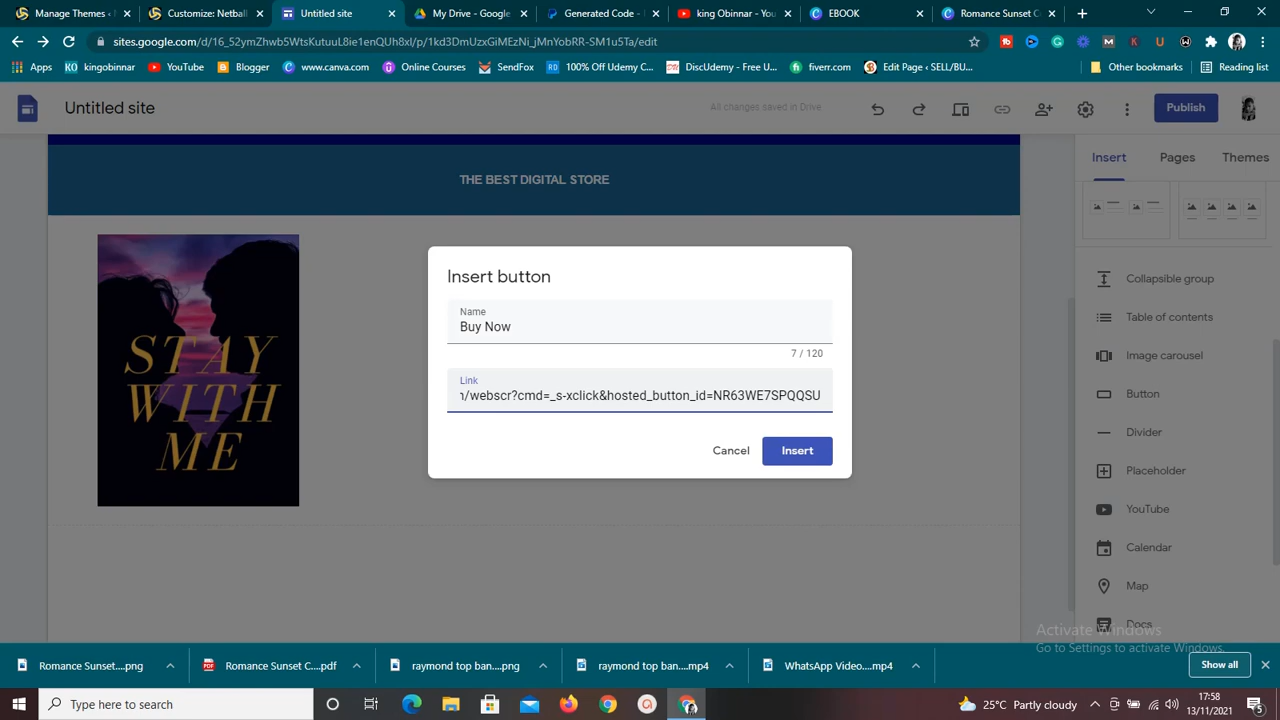 Manage Themes ‹
Customize: Netball
Untitled site
My Drive - Google
Generated Code -
king Obinnar - You
EBOOK
Romance Sunset C
sites.google.com/d/16_52ymZhwb5WtsKutuuL8ie1enQUh8xl/p/1kd3DmUzxGiMEzNi_jMnYobRR-SM1u5Ta/edit
Apps
kingobinnar
YouTube
Blogger
www.canva.com
Online Courses
SendFox
100% Off Udemy C...
DiscUdemy - Free U...
fiverr.com
Edit Page ‹ SELL/BU...
Other bookmarks
Reading list
Untitled site
All changes saved in Drive
Publish
Insert
Pages
Themes
THE BEST DIGITAL STORE
STAY
WITH
ME
Insert button
Name
Buy Now
7 / 120
Link
/webscr?cmd=_s-xclick&hosted_button_id=NR63WE7SPQQSU
Cancel
Insert
Collapsible group
Table of contents
Image carousel
Button
Divider
Placeholder
YouTube
Calendar
Map
Docs
Activate Windows
Go to Settings to activate Windows.
Romance Sunset....png
Romance Sunset C....pdf
raymond top ban....png
raymond top ban....mp4
WhatsApp Video....mp4
Show all
Type here to search
25°C Partly cloudy
17:58
13/11/2021
5